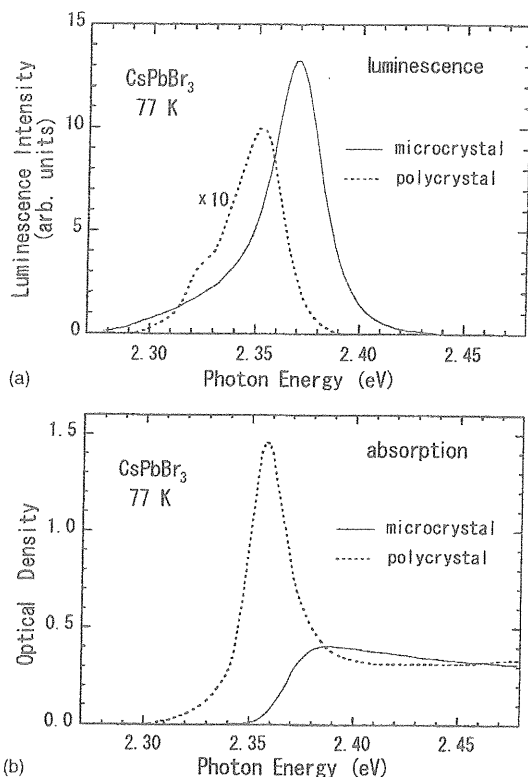 15
10
5
0
Luminescence Intensity
(arb. units)
CsPbBr₃
77 K
luminescence
microcrystal
polycrystal
×10
2.30
2.35
2.40
2.45
Photon Energy (eV)
(a)
1.5
1.0
0.5
0.0
Optical Density
CsPbBr₃
77 K
absorption
microcrystal
polycrystal
2.30
2.35
2.40
2.45
Photon Energy (eV)
(b)